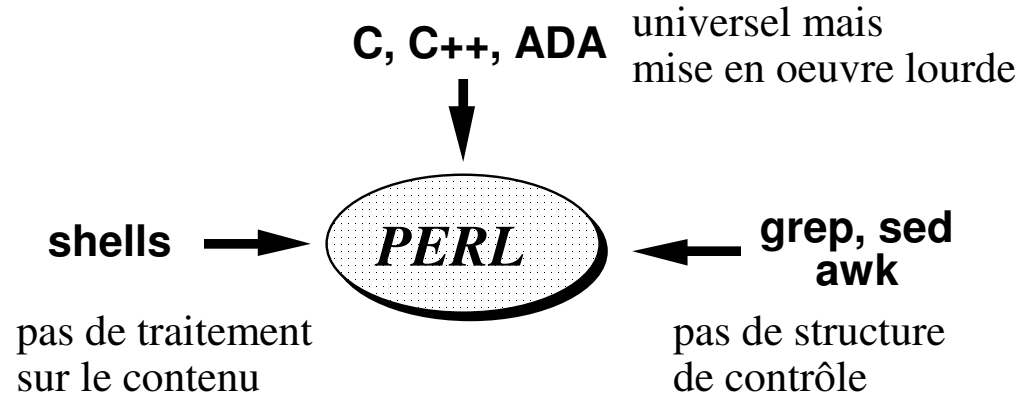 C, C++, ADA
universel mais
mise en oeuvre lourde
shells
PERL
grep, sed
awk
pas de traitement
sur le contenu
pas de structure
de contrôle